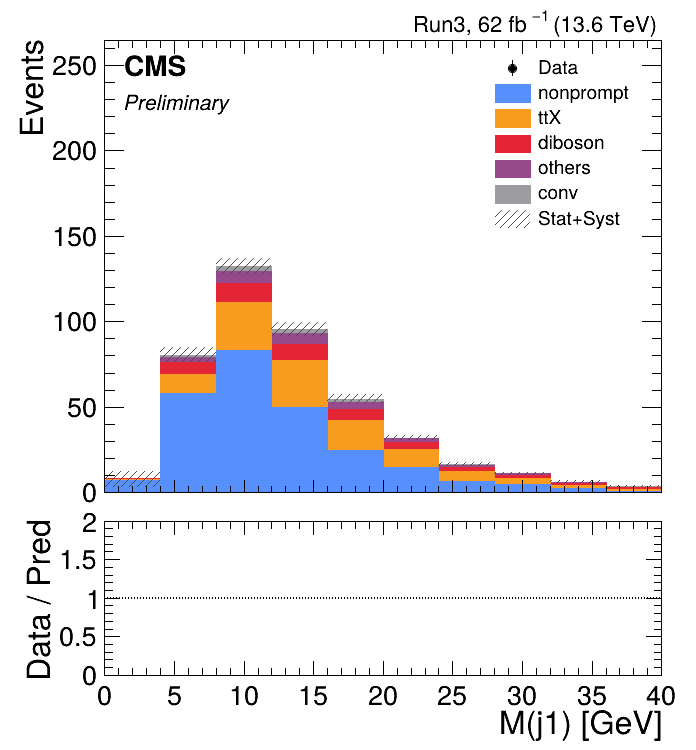 Run3, 62 fb⁻¹ (13.6 TeV)
CMS
Preliminary
Data
nonprompt
ttX
diboson
others
conv
Stat+Syst
Events
250
200
150
100
50
0
Data / Pred
2
1.5
1
0.5
0
0 5 10 15 20 25 30 35 40
M(j1) [GeV]